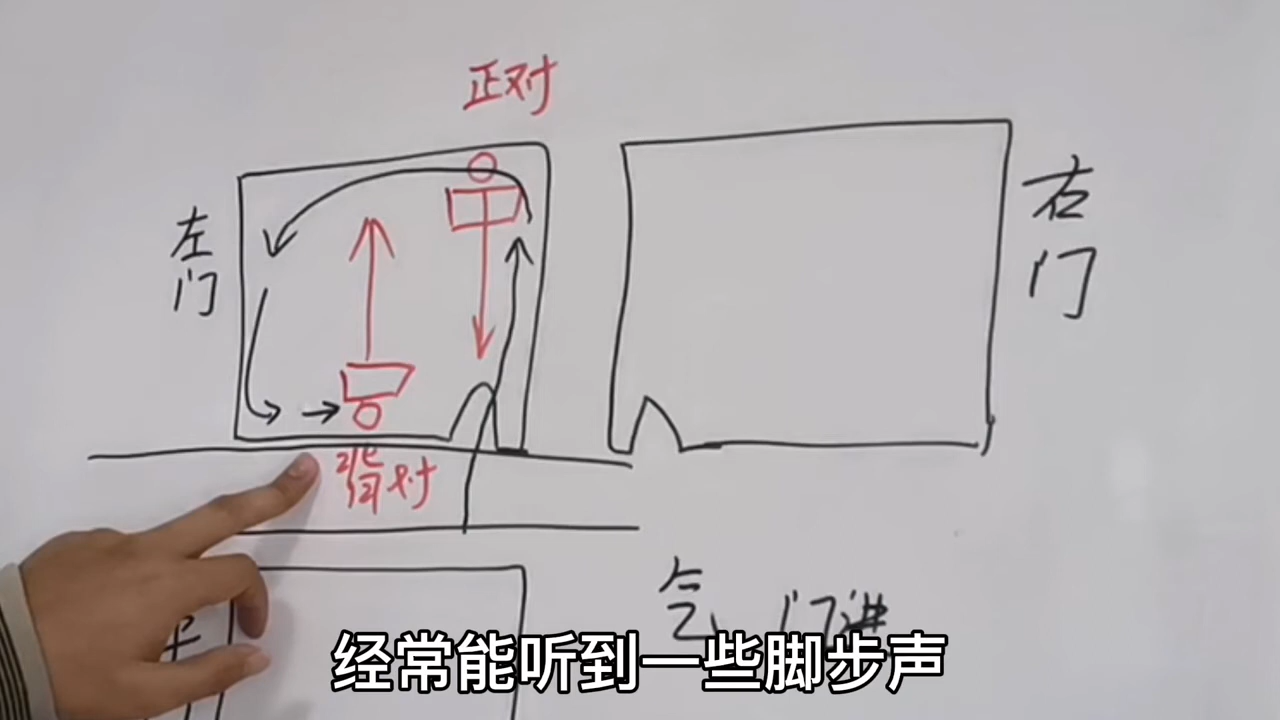 正对
左门
右门
背对
气 门进
经常能听到一些脚步声